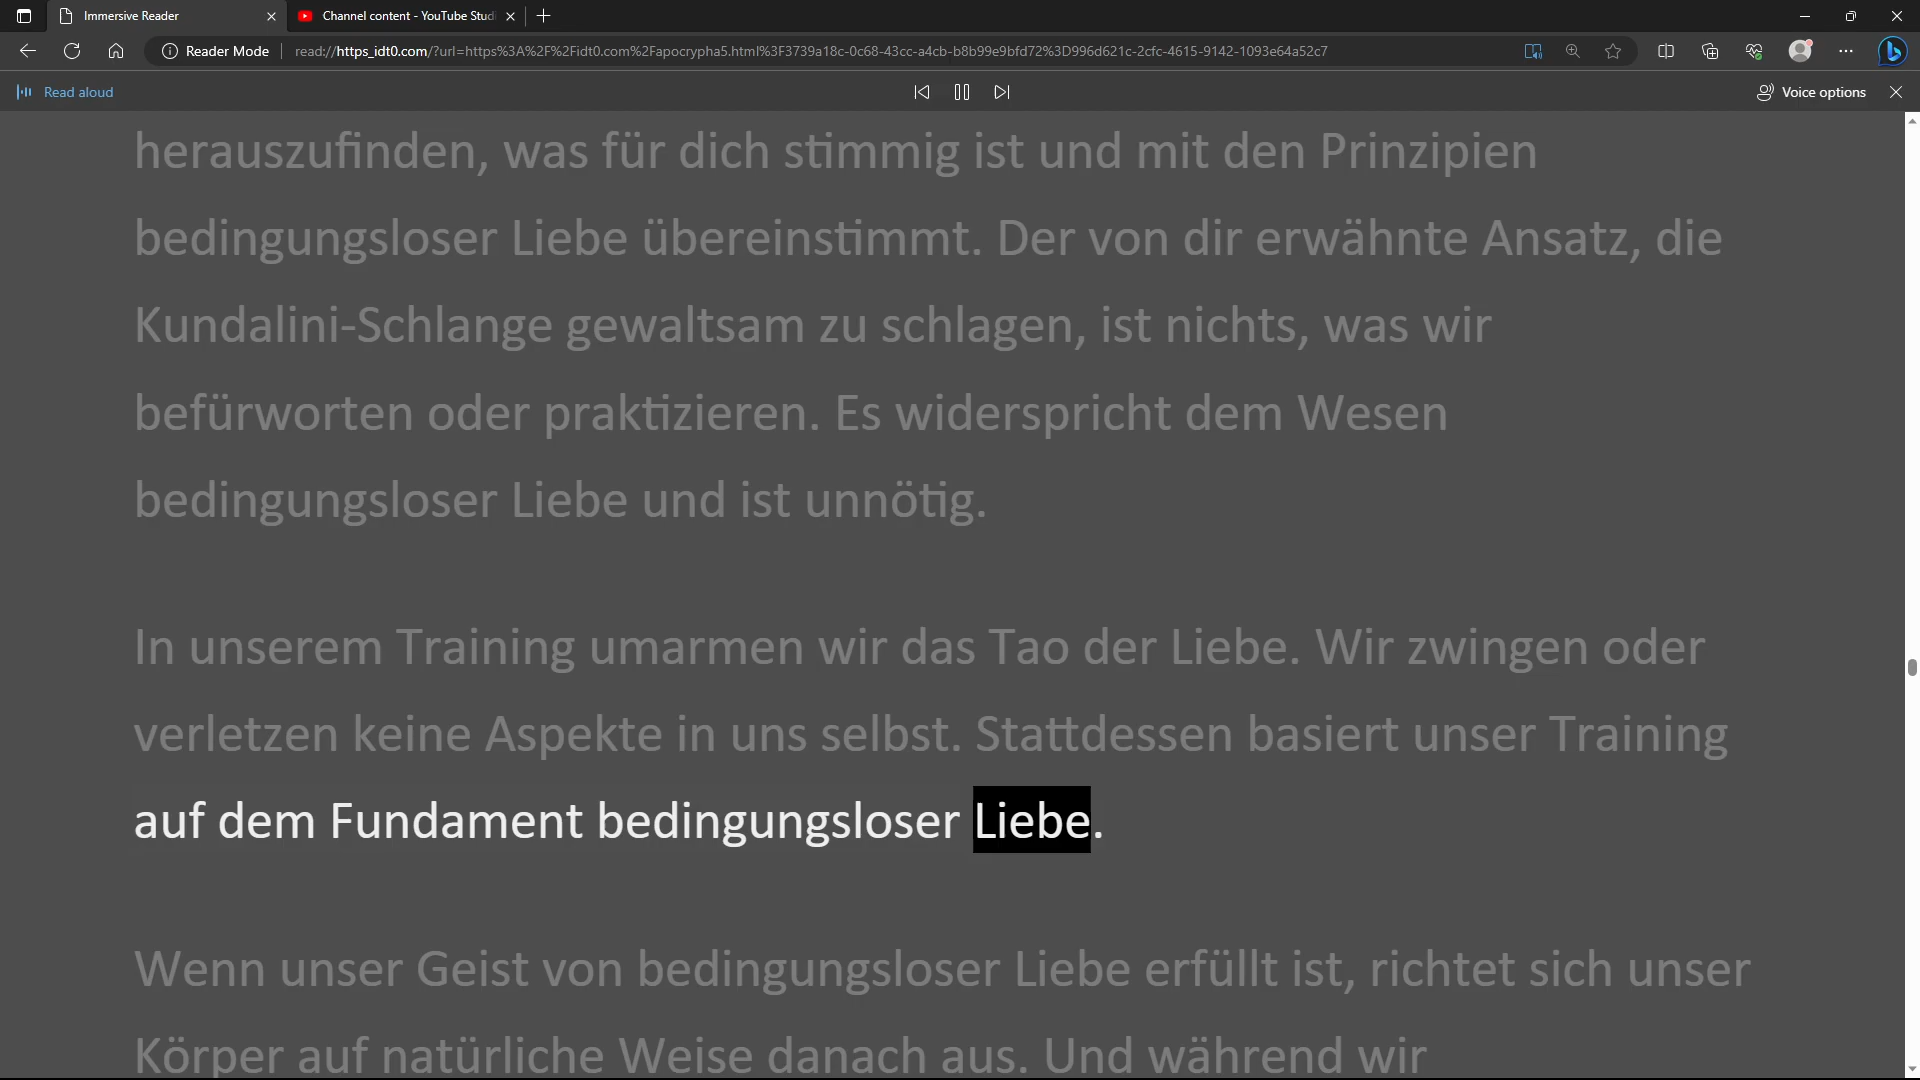 Immersive Reader
Channel content - YouTube Studi
Reader Mode
read://https_idt0.com/?url=https%3A%2F%2Fidt0.com%2Fapocrypha5.html%3F3739a18c-0c68-43cc-a4cb-b8b99e9bfd72%3D996d621c-2cfc-4615-9142-1093e64a52c7
Read aloud
Voice options
herauszufinden, was für dich stimmig ist und mit den Prinzipien
bedingungsloser Liebe übereinstimmt. Der von dir erwähnte Ansatz, die
Kundalini-Schlange gewaltsam zu schlagen, ist nichts, was wir
befürworten oder praktizieren. Es widerspricht dem Wesen
bedingungsloser Liebe und ist unnötig.
In unserem Training umarmen wir das Tao der Liebe. Wir zwingen oder
verletzen keine Aspekte in uns selbst. Stattdessen basiert unser Training
auf dem Fundament bedingungsloser Liebe.
Wenn unser Geist von bedingungsloser Liebe erfüllt ist, richtet sich unser
Körper auf natürliche Weise danach aus. Und während wir